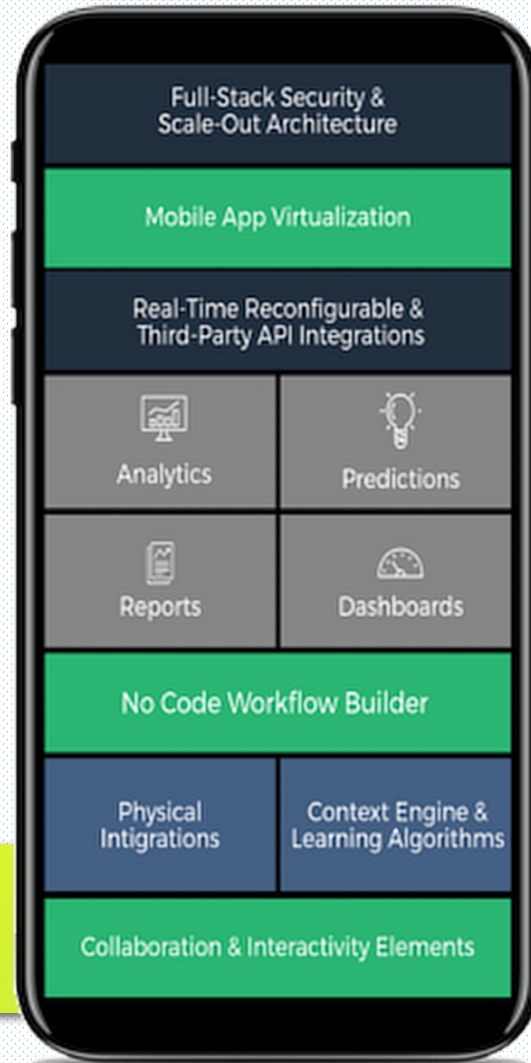 Full-Stack Security &
Scale-Out Architecture
Mobile App Virtualization
Real-Time Reconfigurable &
Third-Party API Integrations
Analytics
Predictions
Reports
Dashboards
No Code Workflow Builder
Physical
Intigrations
Context Engine &
Learning Algorithms
Collaboration & Interactivity Elements